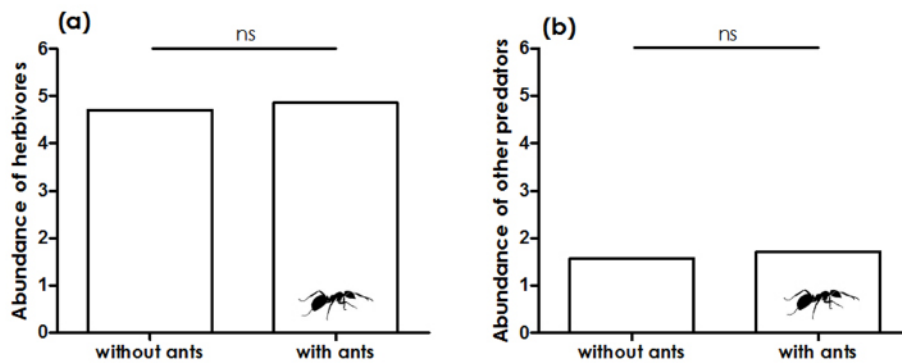 (a)
ns
Abundance of herbivores
6
5
4
3
2
1
0
without ants
with ants
(b)
ns
Abundance of other predators
6
5
4
3
2
1
0
without ants
with ants